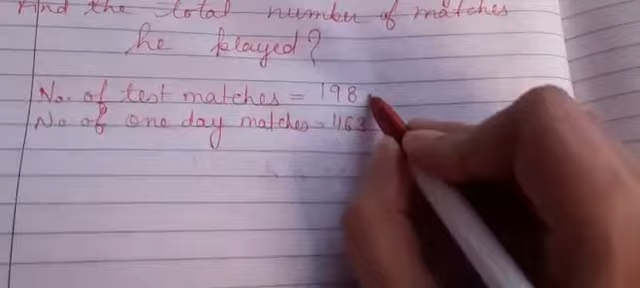 Find the total number of matches
he played?
No. of test matches = 198
No of one day matches = 463